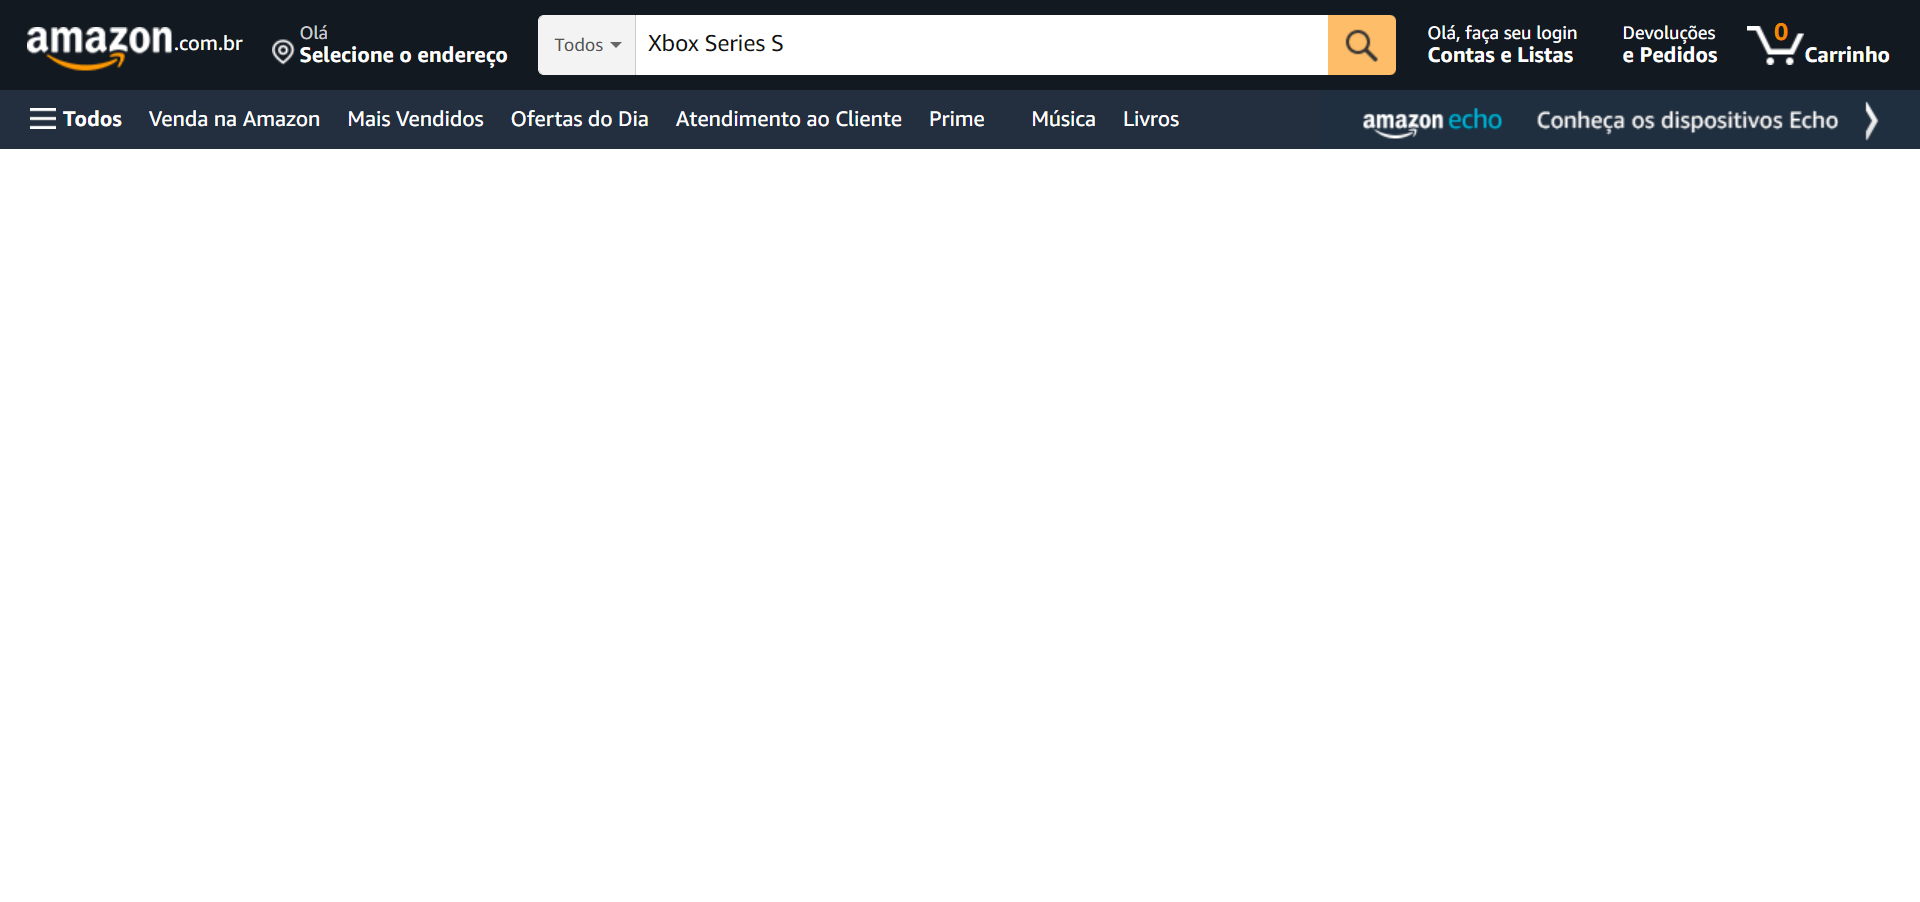 amazon.com.br
Olá
Selecione o endereço
Todos
Xbox Series S
Olá, faça seu login
Contas e Listas
Devoluções
e Pedidos
0
Carrinho
Todos
Venda na Amazon
Mais Vendidos
Ofertas do Dia
Atendimento ao Cliente
Prime
Música
Livros
amazon echo
Conheça os dispositivos Echo